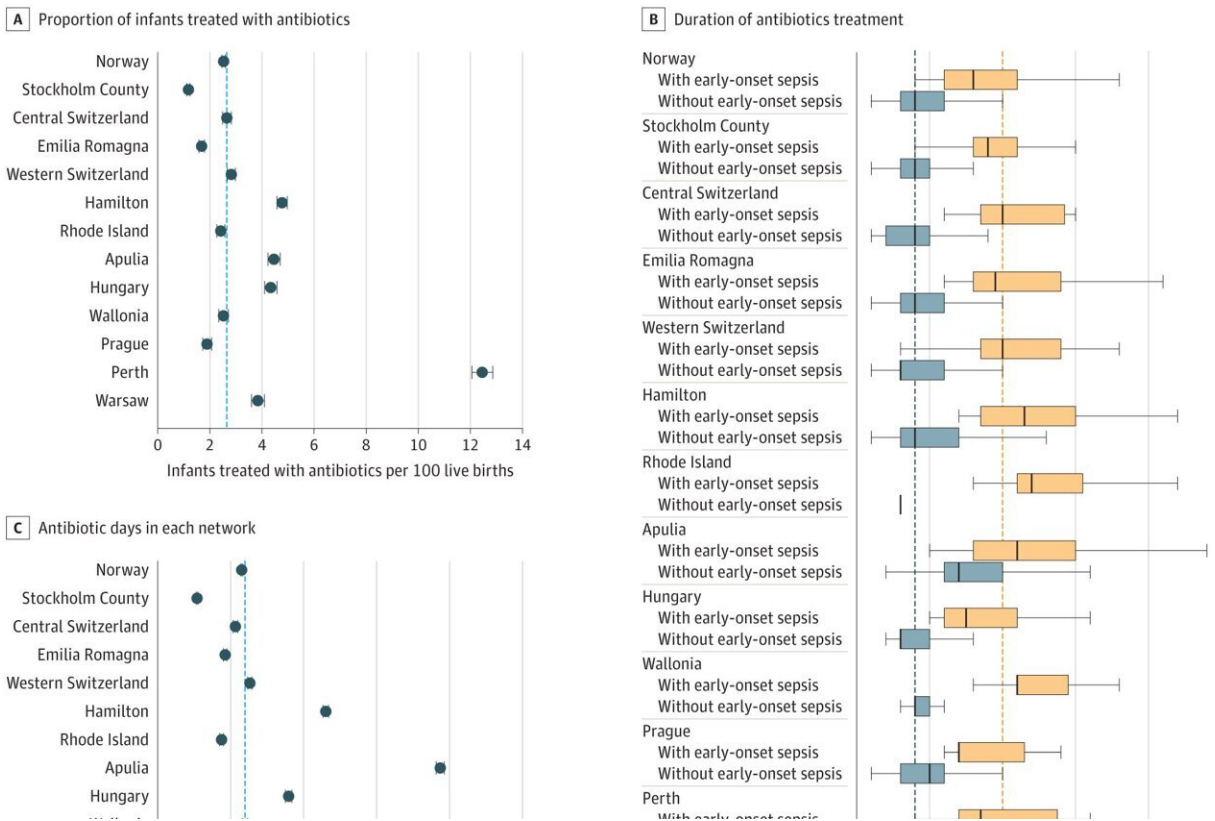 A Proportion of infants treated with antibiotics
Norway
Stockholm County
Central Switzerland
Emilia Romagna
Western Switzerland
Hamilton
Rhode Island
Apulia
Hungary
Wallonia
Prague
Perth
Warsaw
0 2 4 6 8 10 12 14
Infants treated with antibiotics per 100 live births
C Antibiotic days in each network
Norway
Stockholm County
Central Switzerland
Emilia Romagna
Western Switzerland
Hamilton
Rhode Island
Apulia
Hungary
B Duration of antibiotics treatment
Norway
With early-onset sepsis
Without early-onset sepsis
Stockholm County
With early-onset sepsis
Without early-onset sepsis
Central Switzerland
With early-onset sepsis
Without early-onset sepsis
Emilia Romagna
With early-onset sepsis
Without early-onset sepsis
Western Switzerland
With early-onset sepsis
Without early-onset sepsis
Hamilton
With early-onset sepsis
Without early-onset sepsis
Rhode Island
With early-onset sepsis
Without early-onset sepsis
Apulia
With early-onset sepsis
Without early-onset sepsis
Hungary
With early-onset sepsis
Without early-onset sepsis
Wallonia
With early-onset sepsis
Without early-onset sepsis
Prague
With early-onset sepsis
Without early-onset sepsis
Perth